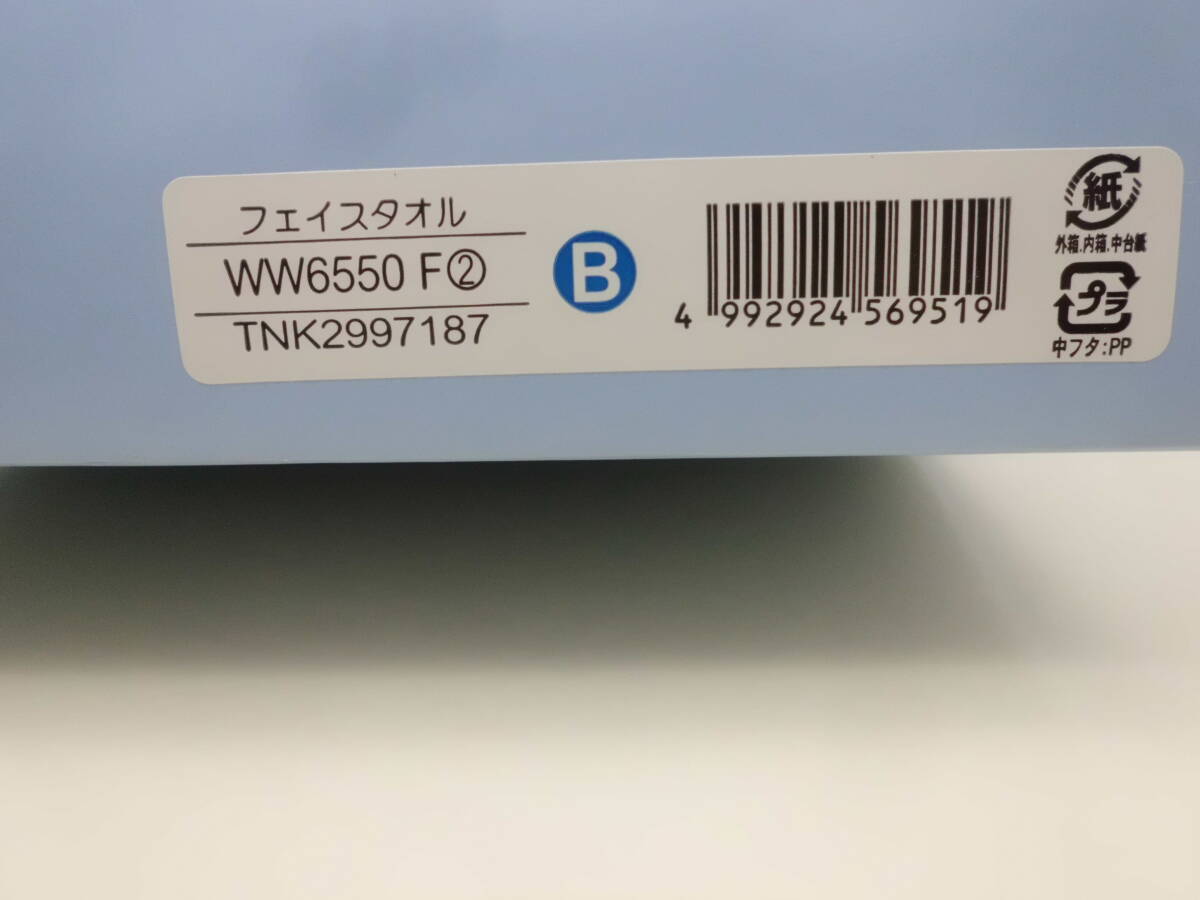 フェイスタオル
WW6550 F②
TNK2997187
B
4 992924 569519
紙
外箱.内箱.中台紙
プラ
中フタ:PP